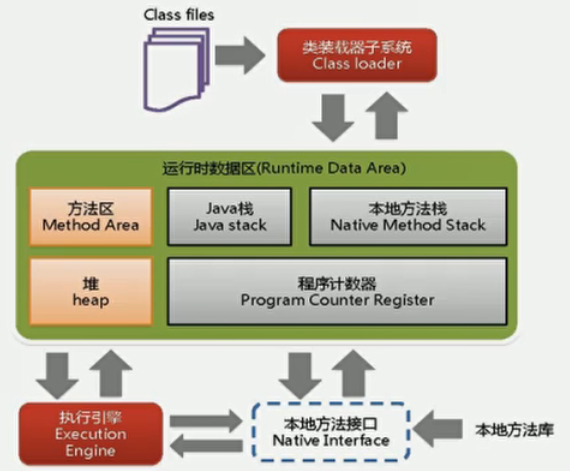 Class files
类装载器子系统
Class loader
运行时数据区(Runtime Data Area)
方法区
Method Area
Java栈
Java stack
本地方法栈
Native Method Stack
堆
heap
程序计数器
Program Counter Register
执行引擎
Execution
Engine
本地方法接口
Native Interface
本地方法库